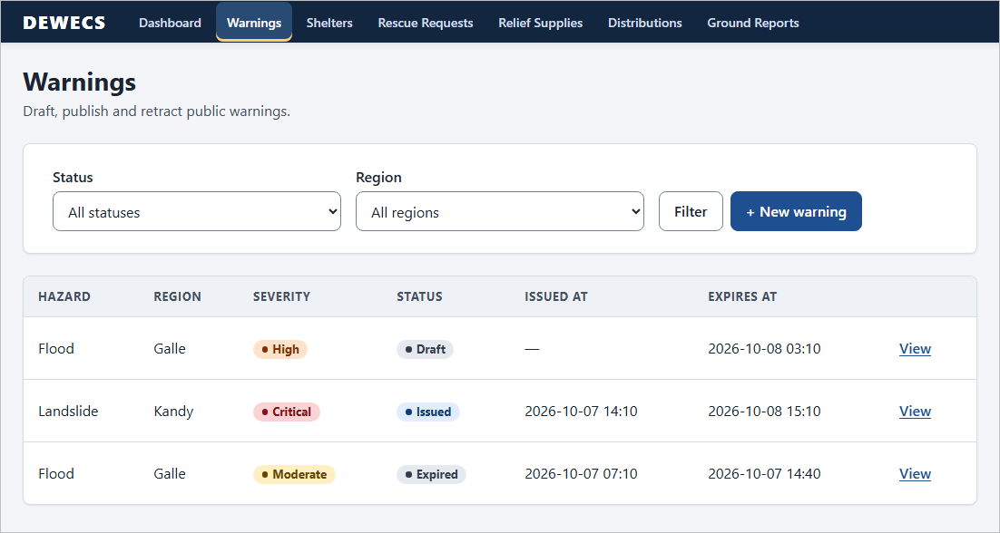 DEWECS Dashboard Warnings Shelters Rescue Requests Relief Supplies Distributions Ground Reports
Warnings
Draft, publish and retract public warnings.
Status Region
All statuses All regions Filter + New warning
HAZARD REGION SEVERITY STATUS ISSUED AT EXPIRES AT
Flood Galle High Draft — 2026-10-08 03:10 View
Landslide Kandy Critical Issued 2026-10-07 14:10 2026-10-08 15:10 View
Flood Galle Moderate Expired 2026-10-07 07:10 2026-10-07 14:40 View